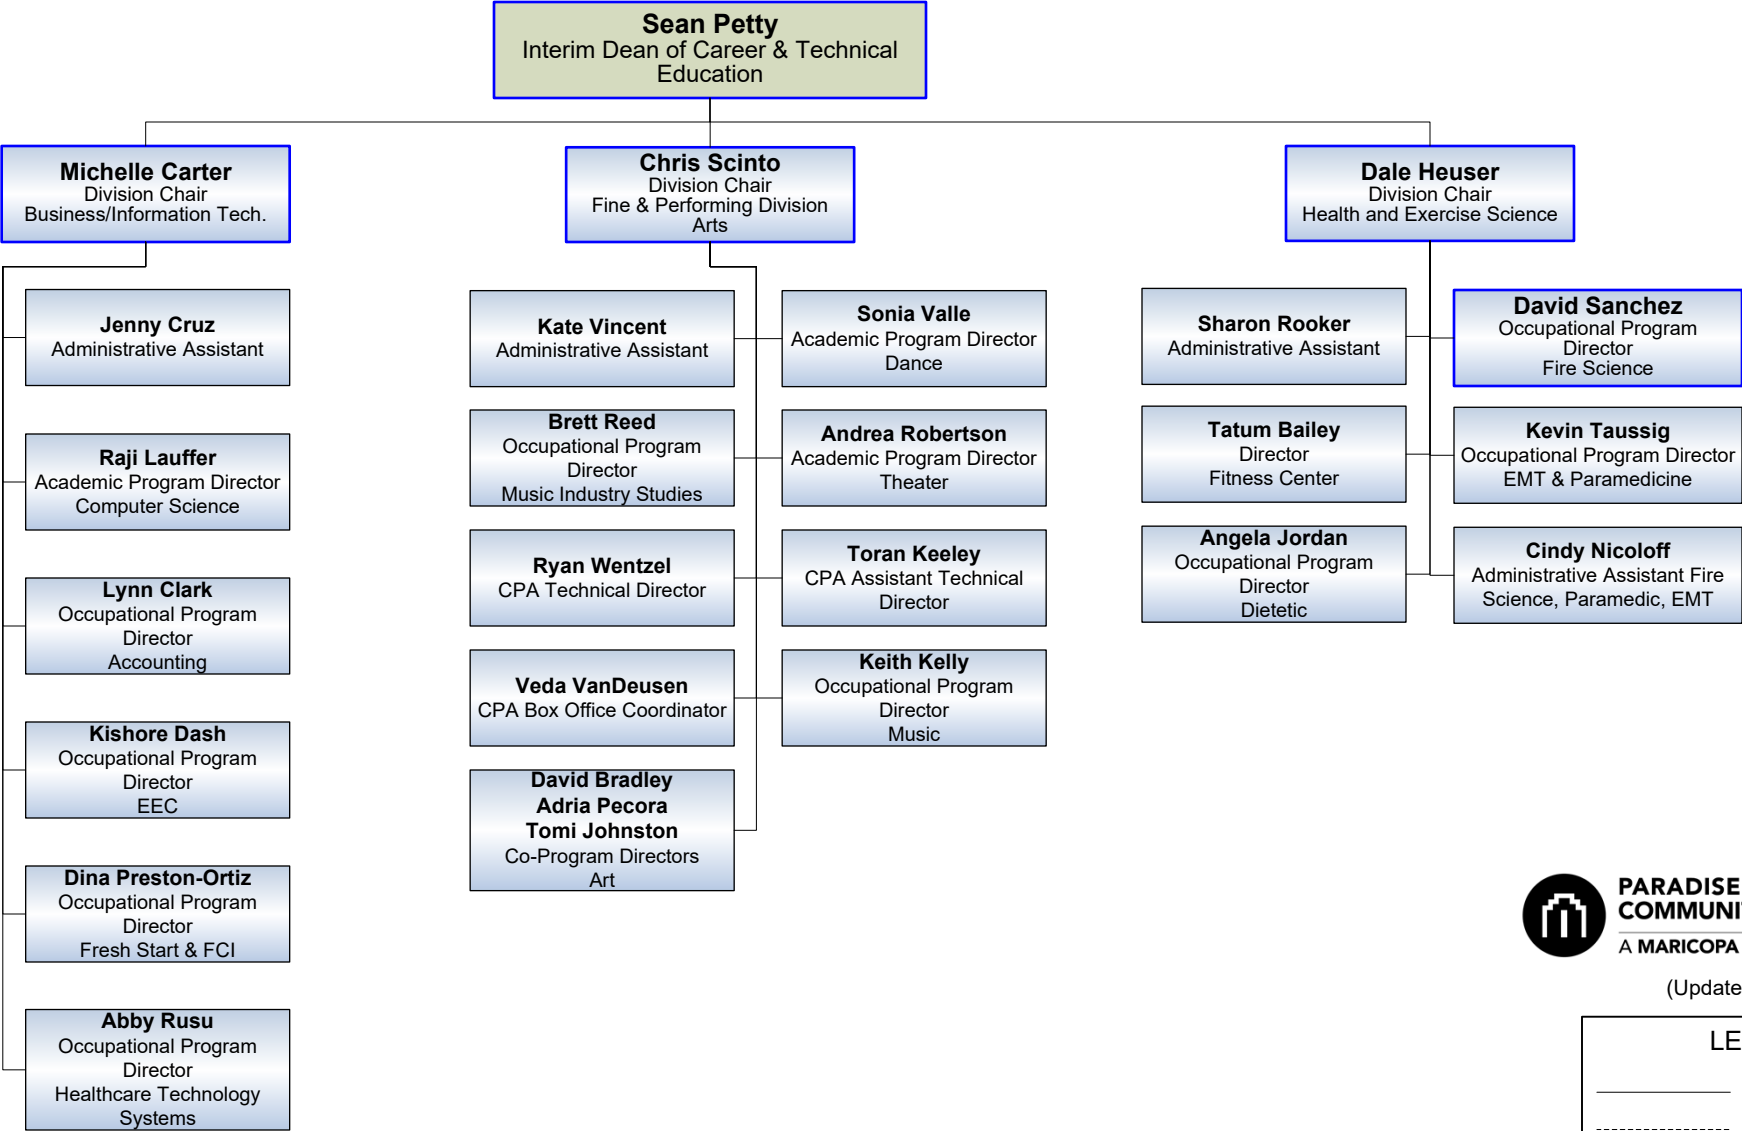 Sean Petty
Interim Dean of Career & Technical
Education
Michelle Carter
Division Chair
Business/Information Tech.
Chris Scinto
Division Chair
Fine & Performing Division
Arts
Dale Heuser
Division Chair
Health and Exercise Science
Jenny Cruz
Administrative Assistant
Raji Lauffer
Academic Program Director
Computer Science
Lynn Clark
Occupational Program
Director
Accounting
Kishore Dash
Occupational Program
Director
EEC
Dina Preston-Ortiz
Occupational Program
Director
Fresh Start & FCI
Abby Rusu
Occupational Program
Director
Healthcare Technology
Systems
Kate Vincent
Administrative Assistant
Sonia Valle
Academic Program Director
Dance
Brett Reed
Occupational Program
Director
Music Industry Studies
Andrea Robertson
Academic Program Director
Theater
Ryan Wentzel
CPA Technical Director
Toran Keeley
CPA Assistant Technical
Director
Veda VanDeusen
CPA Box Office Coordinator
Keith Kelly
Occupational Program
Director
Music
David Bradley
Adria Pecora
Tomi Johnston
Co-Program Directors
Art
Sharon Rooker
Administrative Assistant
David Sanchez
Occupational Program
Director
Fire Science
Tatum Bailey
Director
Fitness Center
Kevin Taussig
Occupational Program Director
EMT & Paramedicine
Angela Jordan
Occupational Program
Director
Dietetic
Cindy Nicoloff
Administrative Assistant Fire
Science, Paramedic, EMT
PARADISE
COMMUNI
A MARICOPA
(Update
LE